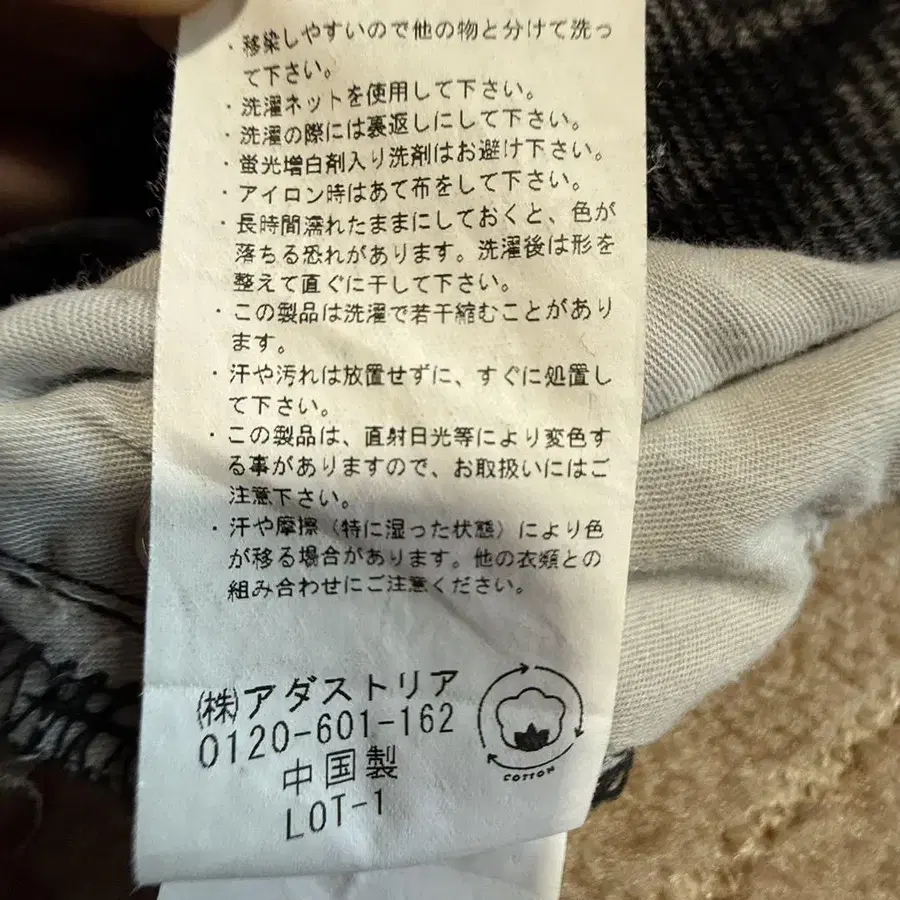 ・移染しやすいので他の物と分けて洗っ
て下さい。
・洗濯ネットを使用して下さい。
・洗濯の際には裏返しにして下さい。
・蛍光増白剤入り洗剤はお避け下さい。
・アイロン時はあて布をして下さい。
・長時間濡れたままにしておくと、色が
落ちる恐れがあります。洗濯後は形を
整えて直ぐに干して下さい。
・この製品は洗濯で若干縮むことがあり
ます。
・汗や汚れは放置せずに、すぐに処置し
て下さい。
・この製品は、直射日光等により変色す
る事がありますので、お取扱いにはご
注意下さい。
・汗や摩擦（特に湿った状態）により色
が移る場合があります。他の衣類との
組み合わせにご注意ください。
(株)アダストリア
0120-601-162
中国製
LOT-1
COTTON